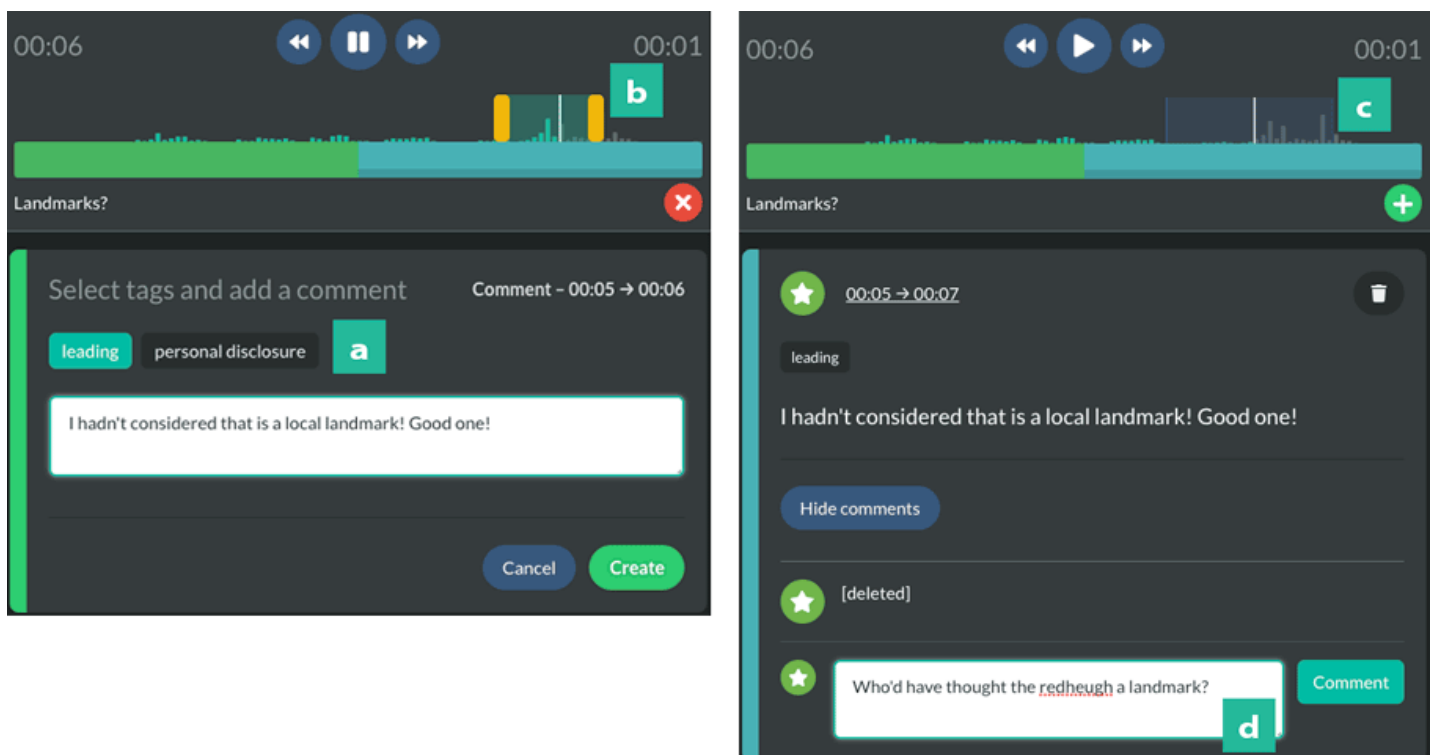 00:06
00:01
b
Landmarks?
Select tags and add a comment
Comment – 00:05 → 00:06
leading
personal disclosure
a
I hadn't considered that is a local landmark! Good one!
Cancel
Create
00:06
00:01
c
Landmarks?
00:05 → 00:07
leading
I hadn't considered that is a local landmark! Good one!
Hide comments
[deleted]
Who'd have thought the redheugh a landmark?
Comment
d